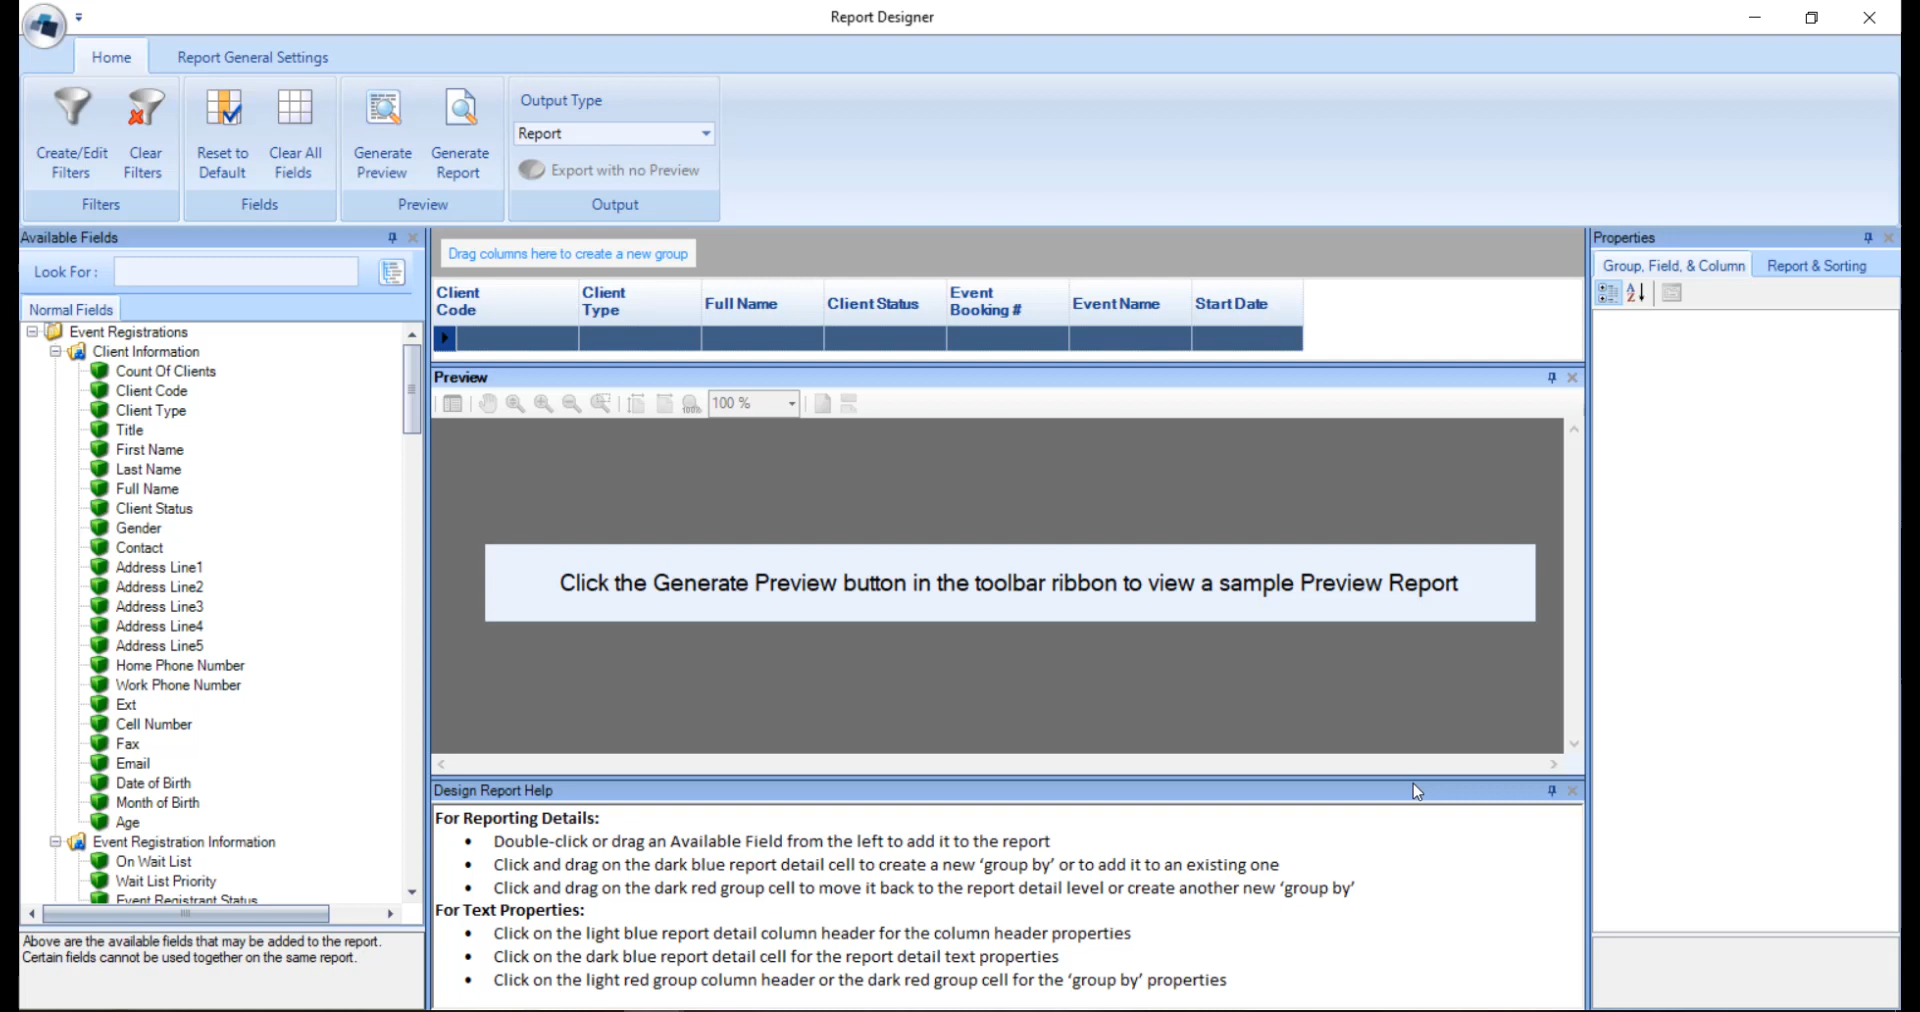 Report Designer
Home
Report General Settings
Create/Edit
Filters
Clear
Filters
Filters
Reset to
Default
Clear All
Fields
Fields
Generate
Preview
Generate
Report
Preview
Output Type
Report
Export with no Preview
Output
Available Fields
Look For :
Normal Fields
Event Registrations
Client Information
Count Of Clients
Client Code
Client Type
Title
First Name
Last Name
Full Name
Client Status
Gender
Contact
Address Line1
Address Line2
Address Line3
Address Line4
Address Line5
Home Phone Number
Work Phone Number
Ext
Cell Number
Fax
Email
Date of Birth
Month of Birth
Age
Event Registration Information
On Wait List
Wait List Priority
Event Registrant Status
Above are the available fields that may be added to the report.
Certain fields cannot be used together on the same report.
Drag columns here to create a new group
Client
Code
Client
Type
Full Name
Client Status
Event
Booking #
Event Name
Start Date
Preview
100 %
Click the Generate Preview button in the toolbar ribbon to view a sample Preview Report
Design Report Help
For Reporting Details:
• Double-click or drag an Available Field from the left to add it to the report
• Click and drag on the dark blue report detail cell to create a new ‘group by’ or to add it to an existing one
• Click and drag on the dark red group cell to move it back to the report detail level or create another new ‘group by’
For Text Properties:
• Click on the light blue report detail column header for the column header properties
• Click on the dark blue report detail cell for the report detail text properties
• Click on the light red group column header or the dark red group cell for the ‘group by’ properties
Properties
Group, Field, & Column
Report & Sorting